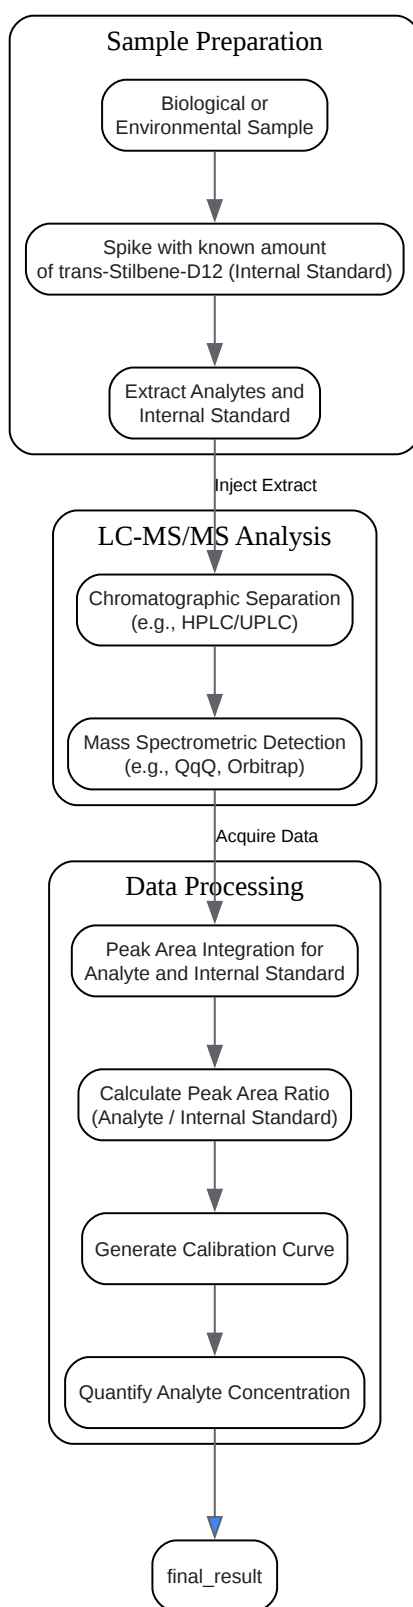 Sample Preparation
Biological or
Environmental Sample
Spike with known amount
of trans-Stilbene-D12 (Internal Standard)
Extract Analytes and
Internal Standard
Inject Extract
LC-MS/MS Analysis
Chromatographic Separation
(e.g., HPLC/UPLC)
Mass Spectrometric Detection
(e.g., QqQ, Orbitrap)
Acquire Data
Data Processing
Peak Area Integration for
Analyte and Internal Standard
Calculate Peak Area Ratio
(Analyte / Internal Standard)
Generate Calibration Curve
Quantify Analyte Concentration
final_result